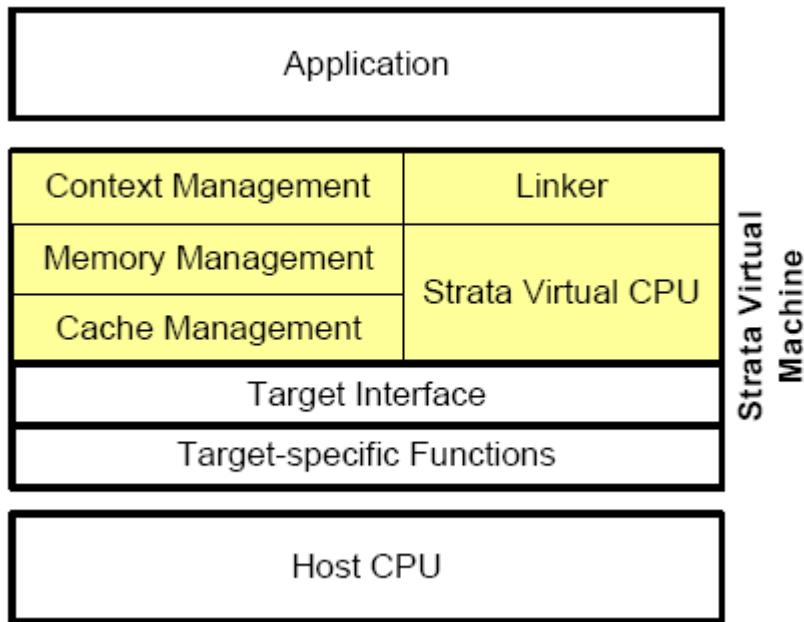 Application
Context Management
Linker
Memory Management
Strata Virtual CPU
Cache Management
Target Interface
Target-specific Functions
Host CPU
Strata Virtual
Machine